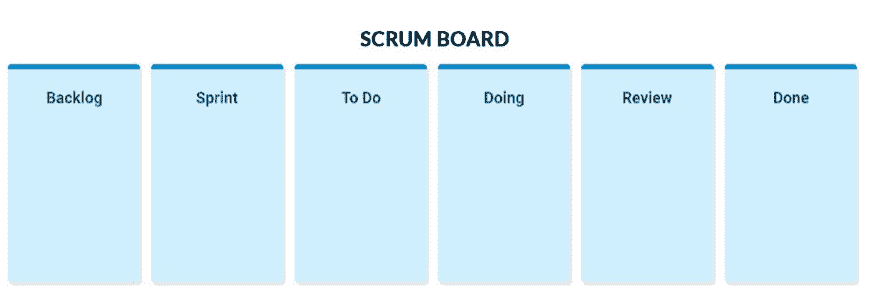 SCRUM BOARD
Backlog
Sprint
To Do
Doing
Review
Done